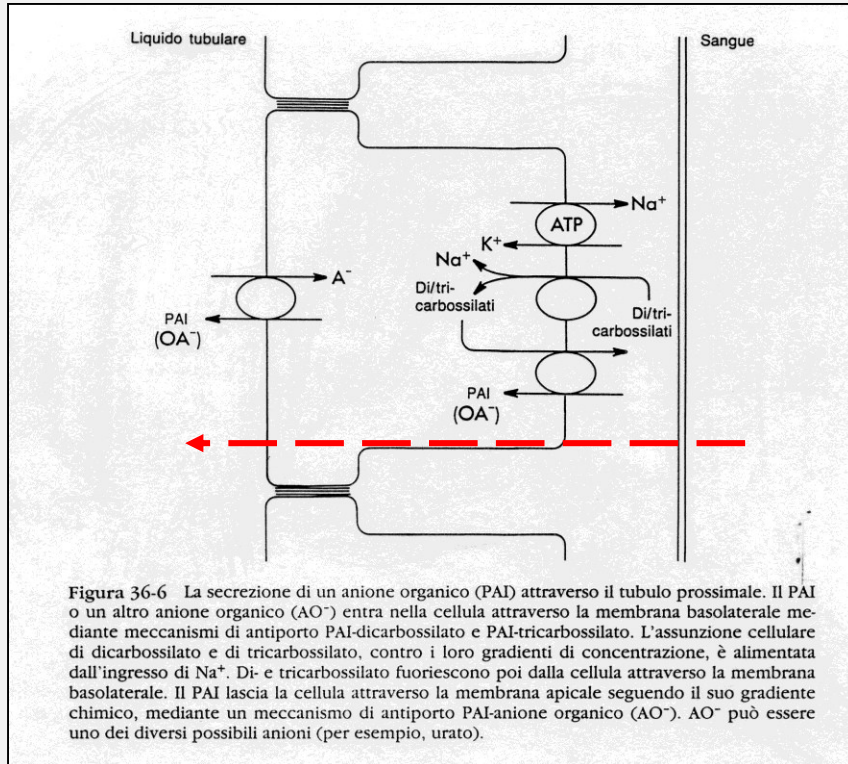 Liquido tubulare
Sangue
Na⁺
ATP
K⁺
Na⁺
A⁻
Di/tri-
carbossilati
Di/tri-
carbossilati
PAI
(OA⁻)
PAI
(OA⁻)
Figura 36-6 La secrezione di un anione organico (PAI) attraverso il tubulo prossimale. Il PAI
o un altro anione organico (AO⁻) entra nella cellula attraverso la membrana basolaterale me-
diante meccanismi di antiporto PAI-dicarbossilato e PAI-tricarbossilato. L'assunzione cellulare
di dicarbossilato e di tricarbossilato, contro i loro gradienti di concentrazione, è alimentata
dall'ingresso di Na⁺. Di- e tricarbossilato fuoriescono poi dalla cellula attraverso la membrana
basolaterale. Il PAI lascia la cellula attraverso la membrana apicale seguendo il suo gradiente
chimico, mediante un meccanismo di antiporto PAI-anione organico (AO⁻). AO⁻ può essere
uno dei diversi possibili anioni (per esempio, urato).